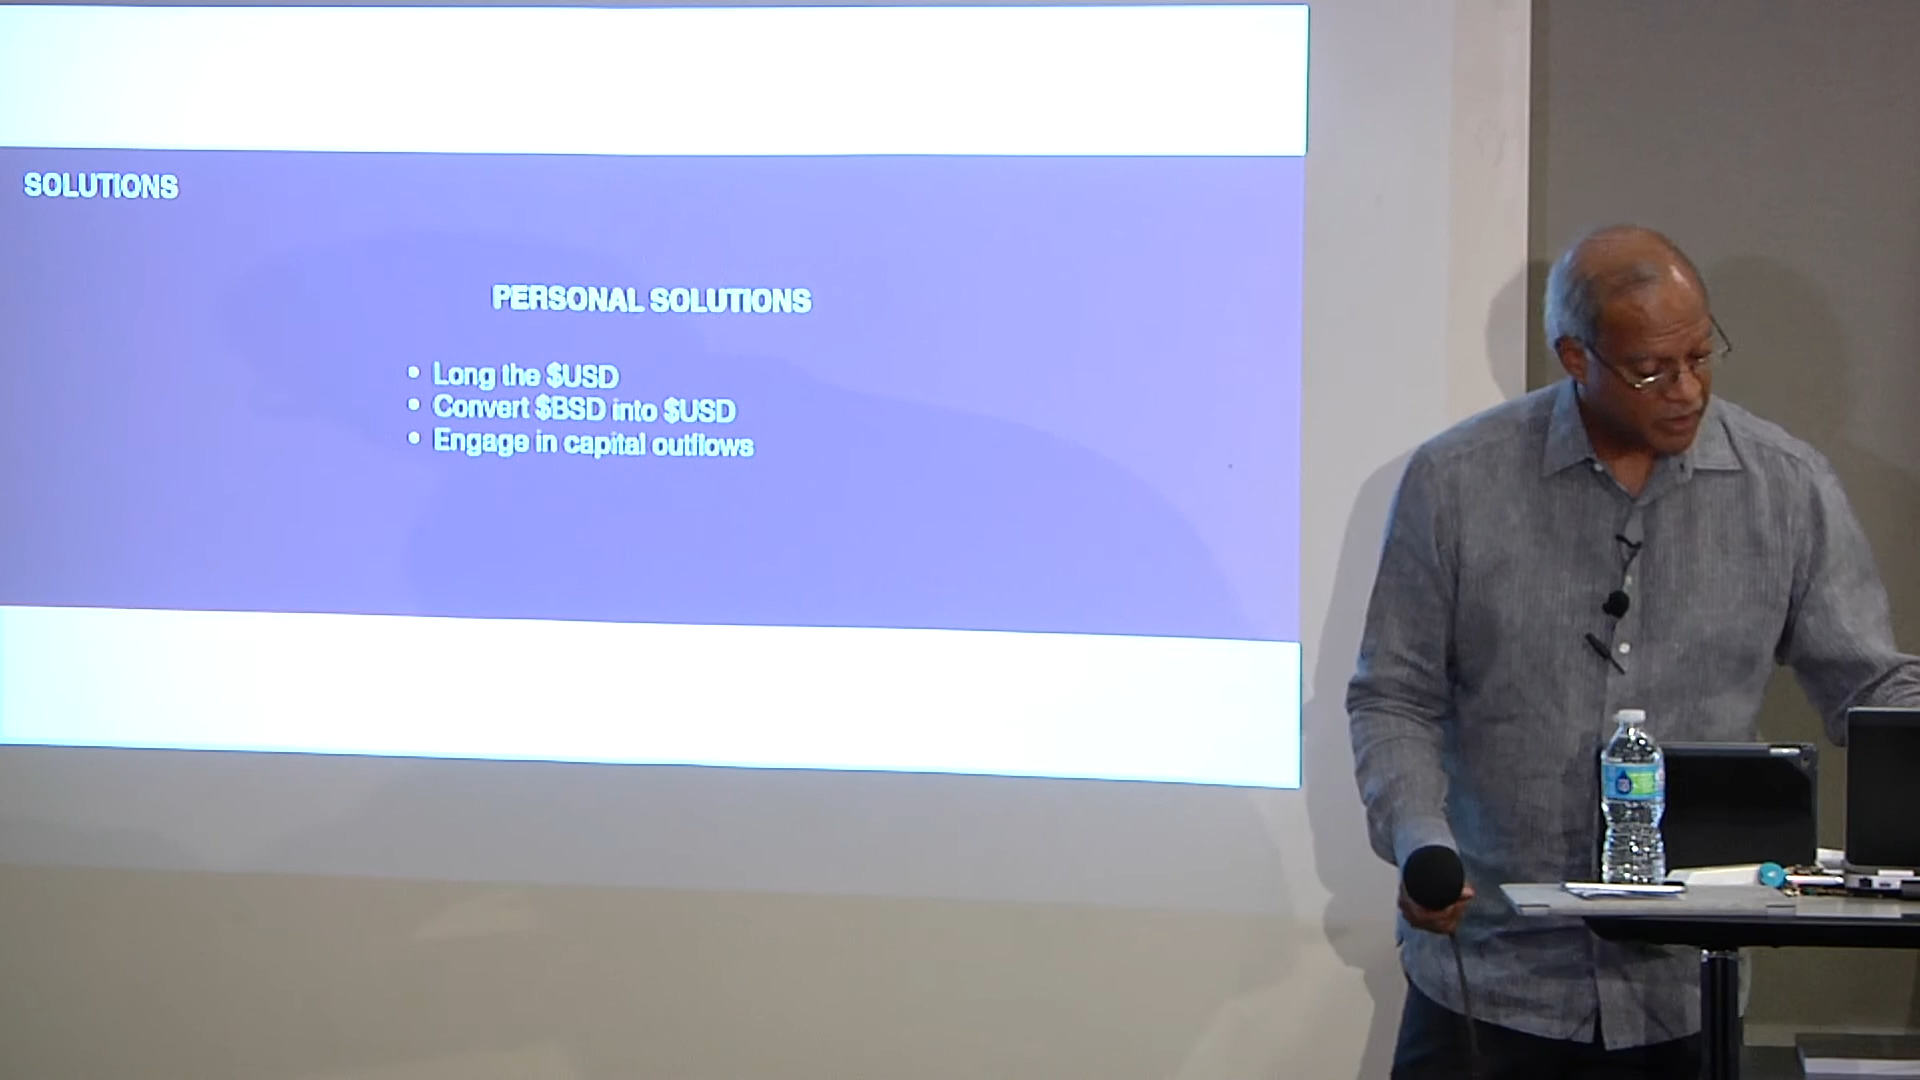 SOLUTIONS
PERSONAL SOLUTIONS
• Long the $USD
• Convert $BSD into $USD
• Engage in capital outflows